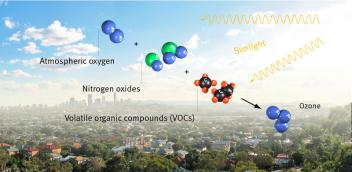 Sunlight
Atmospheric oxygen
Nitrogen oxides
Ozone
Volatile organic compounds (VOCs)